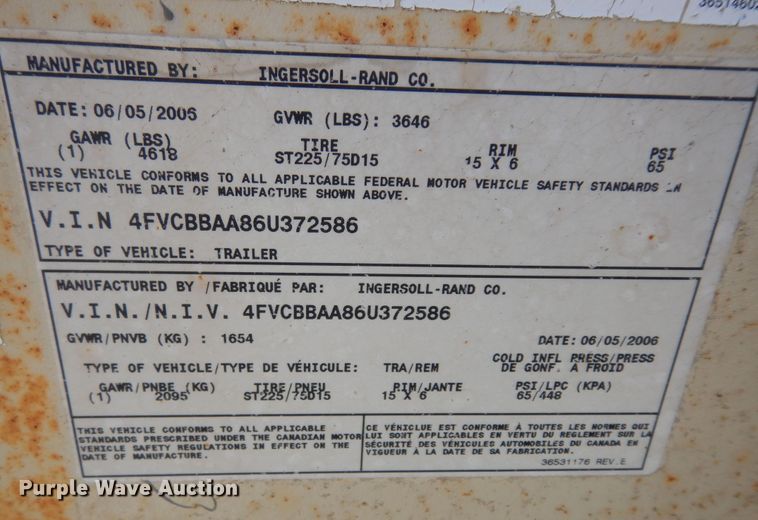 MANUFACTURED BY: INGERSOLL-RAND CO.
DATE: 06/05/2006 GVWR (LBS): 3646
GAWR (LBS) TIRE RIM PSI
(1) 4618 ST225/75D15 15 X 6 65
THIS VEHICLE CONFORMS TO ALL APPLICABLE FEDERAL MOTOR VEHICLE SAFETY STANDARDS IN
EFFECT ON THE DATE OF MANUFACTURE SHOWN ABOVE.
V.I.N 4FVCBBAA86U372586
TYPE OF VEHICLE: TRAILER
MANUFACTURED BY /FABRIQUÉ PAR: INGERSOLL-RAND CO.
V.I.N./N.I.V. 4FVCBBAA86U372586
GVWR/PNVB (KG) : 1654 DATE: 06/05/2006
TYPE OF VEHICLE/TYPE DE VÉHICULE: TRA/REM COLD INFL PRESS/PRESS
DE GONF. A FROID
GAWR/PNBE (KG) TIRE/PNEU RIM/JANTE PSI/LPC (KPA)
(1) 2095 ST225/75D15 15 X 6 65/448
THIS VEHICLE CONFORMS TO ALL APPLICABLE
STANDARDS PRESCRIBED UNDER THE CANADIAN MOTOR
VEHICLE SAFETY REGULATIONS IN EFFECT ON THE
DATE OF MANUFACTURE.
CE VÉHICLUE EST CONFORME À TOUTES LES NORMES QUI
LUI SONT APPLICABLES EN VERTU DU REGLEMENT SUR LA
SÉCURITÉ DES VÉHICULES AUTOMOBILES DU CANADA EN
VIGUEUR À LA DATE DE SA FABRICATION.
36531176 REV.E
Purple Wave Auction